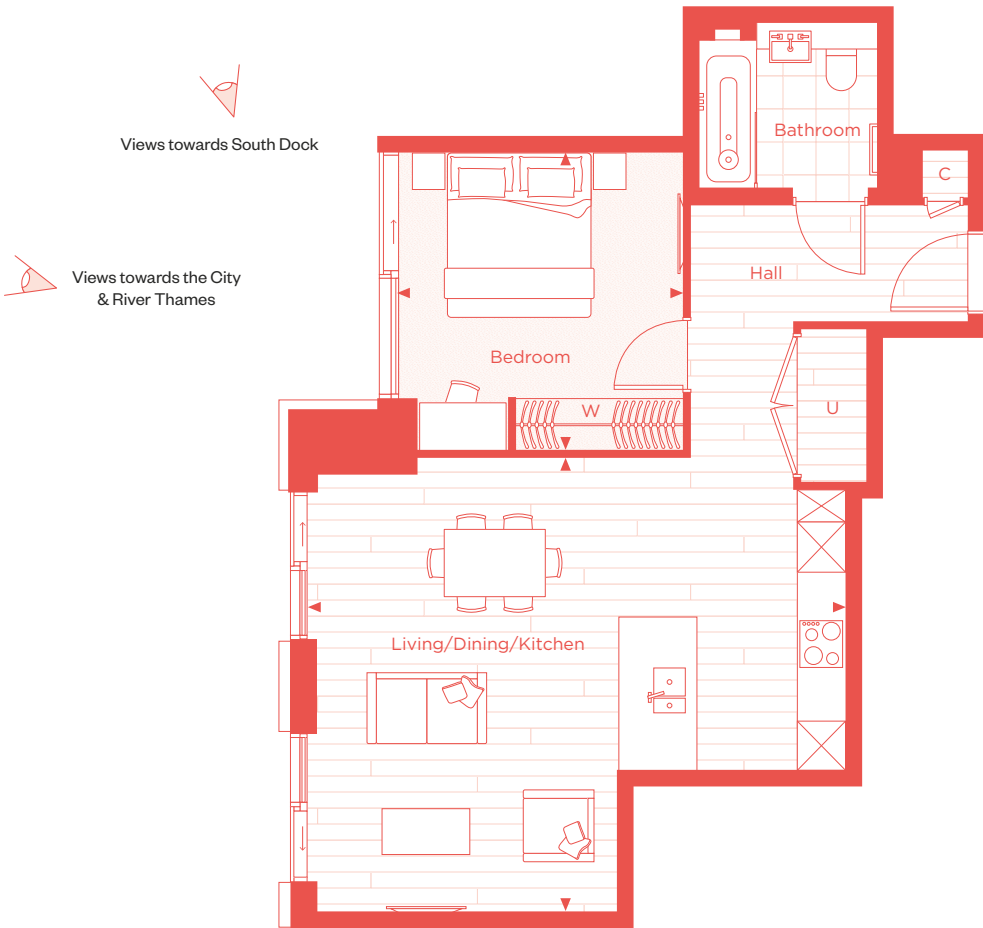 Bathroom
Views towards South Dock
C
Hall
Views towards the City
& River Thames
Bedroom
W
U
Living/Dining/Kitchen